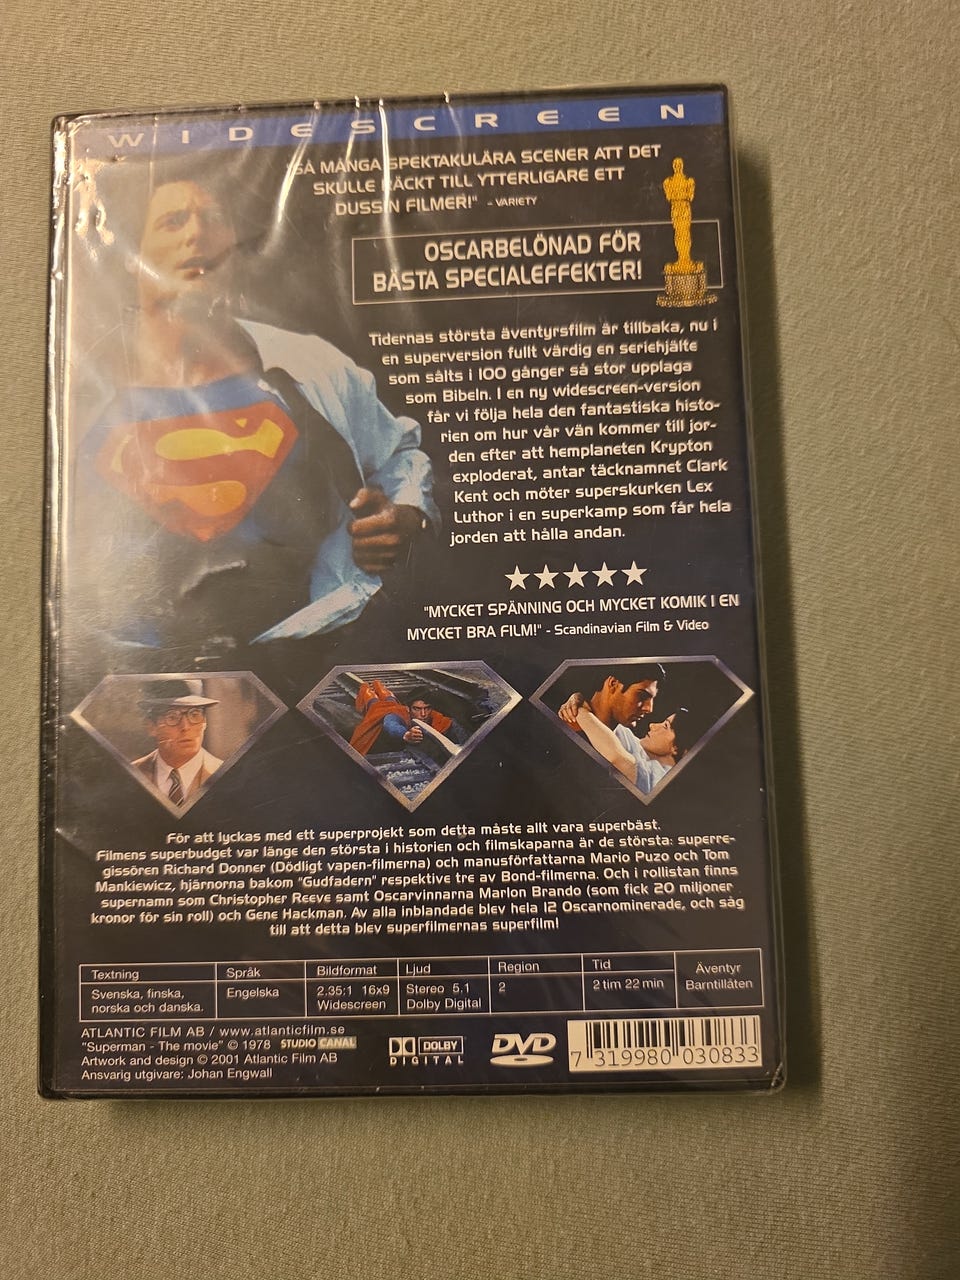 WIDESCREEN
"SÅ MÅNGA SPEKTAKULÄRA SCENER ATT DET
SKULLE RÄCKT TILL YTTERLIGARE ETT
DUSSIN FILMER!" - VARIETY
OSCARBELÖNAD FÖR
BÄSTA SPECIALEFFEKTER!
Tidernas största äventyrsfilm är tillbaka, nu i
en superversion fullt värdig en seriehjälte
som sålts i 100 gånger så stor upplaga
som Bibeln. I en ny widescreen-version
får vi följa hela den fantastiska histo-
rien om hur vår vän kommer till jor-
den efter att hemplaneten Krypton
exploderat, antar täcknamnet Clark
Kent och möter superskurken Lex
Luthor i en superkamp som får hela
jorden att hålla andan.
"MYCKET SPÄNNING OCH MYCKET KOMIK I EN
MYCKET BRA FILM!" - Scandinavian Film & Video
För att lyckas med ett superprojekt som detta måste allt vara superbäst.
Filmens superbudget var länge den största i historien och filmskaparna är de största: superre-
gissören Richard Donner (Dödligt vapen-filmerna) och manusförfattarna Mario Puzo och Tom
Mankiewicz, hjärnorna bakom "Gudfadern" respektive tre av Bond-filmerna. Och i rollistan finns
supernamn som Christopher Reeve samt Oscarvinnarna Marlon Brando (som fick 20 miljoner
kronor för sin roll) och Gene Hackman. Av alla inblandade blev hela 12 Oscarnominerade, och såg
till att detta blev superfilmernas superfilm!
Textning Språk Bildformat Ljud Region Tid Äventyr
Svenska, finska, Engelska 2.35:1 16x9 Stereo 5.1 2 2 tim 22 min Barntillåten
norska och danska. Widescreen Dolby Digital
ATLANTIC FILM AB / www.atlanticfilm.se
"Superman - The movie" © 1978 STUDIO CANAL
Artwork and design © 2001 Atlantic Film AB
Ansvarig utgivare: Johan Engwall
DOLBY
DIGITAL
DVD
7 319980 030833